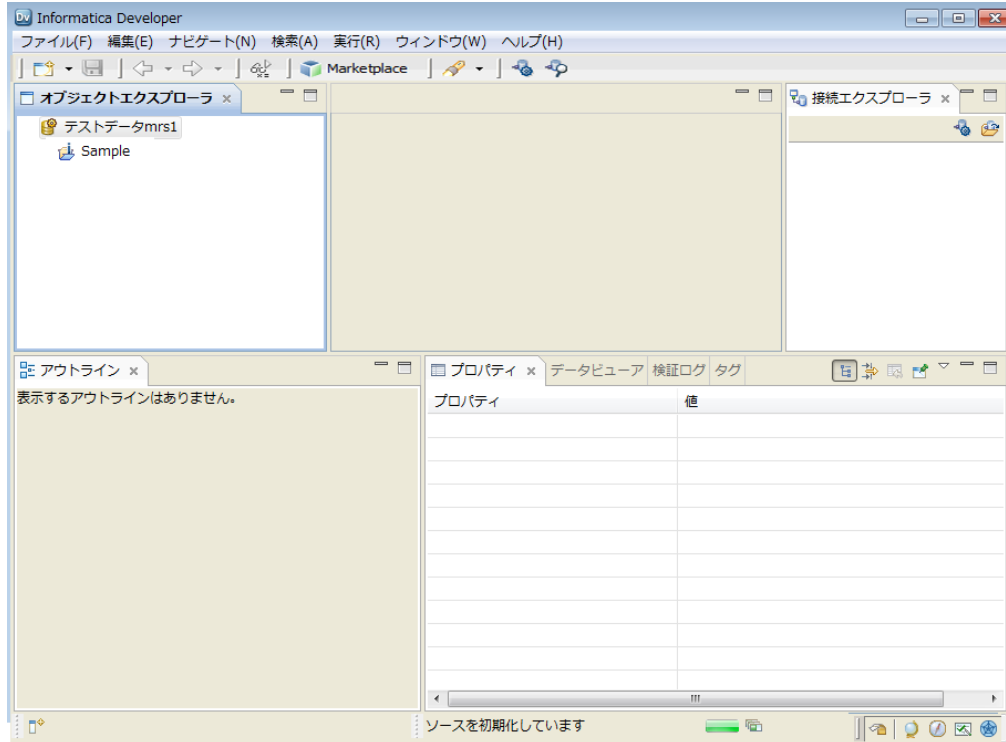 Dv Informatica Developer
ファイル(F) 編集(E) ナビゲート(N) 検索(A) 実行(R) ウィンドウ(W) ヘルプ(H)
Marketplace
オブジェクトエクスプローラ
接続エクスプローラ
テストデータmrs1
Sample
アウトライン
プロパティ データビューア 検証ログ タグ
表示するアウトラインはありません。
プロパティ 値
ソースを初期化しています